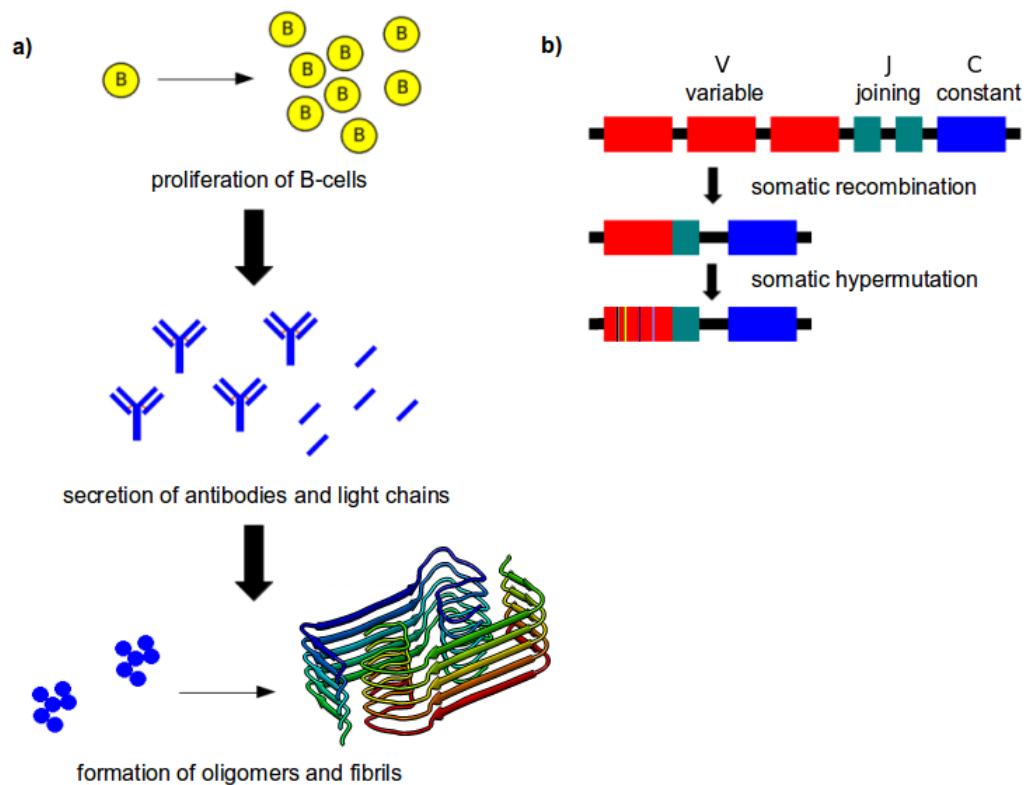 a)
B
B
B
B
B
B
B
B
B
proliferation of B-cells
secretion of antibodies and light chains
formation of oligomers and fibrils
b)
V J C
variable joining constant
somatic recombination
somatic hypermutation